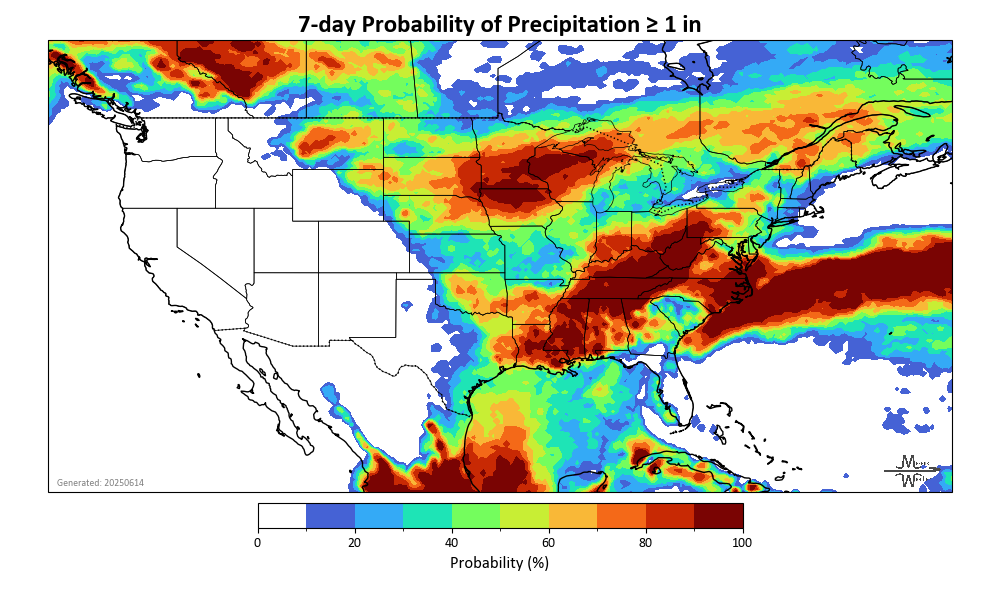 7-day Probability of Precipitation ≥ 1 in
Generated: 20250614
0 20 40 60 80 100
Probability (%)